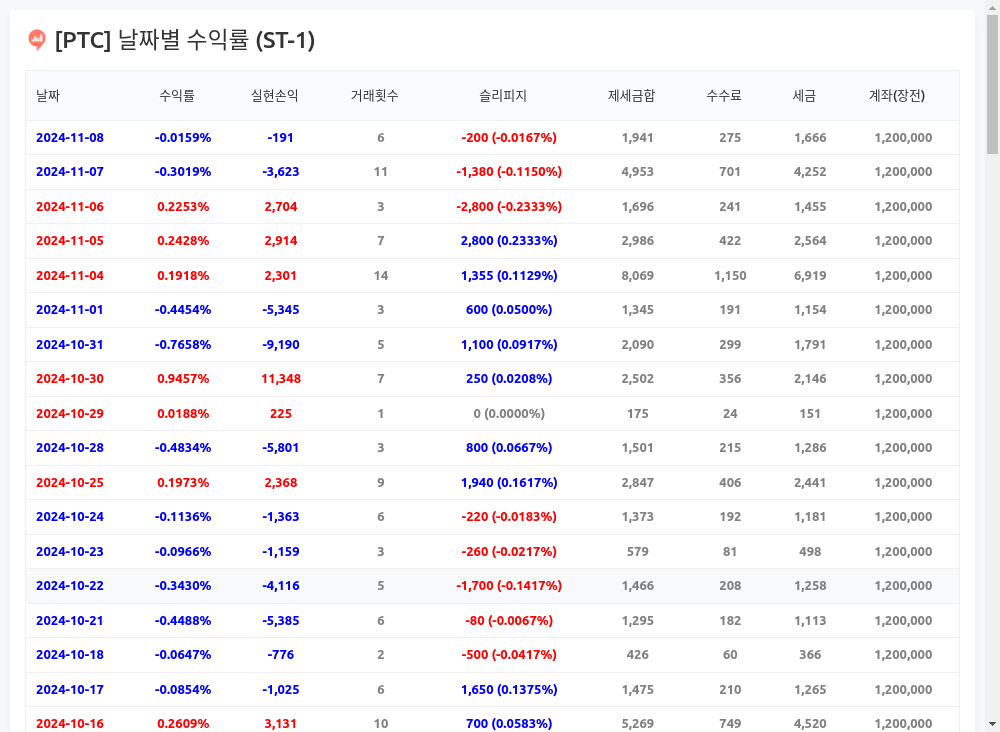 [PTC] 날짜별 수익률 (ST-1)
날짜 수익률 실현손익 거래횟수 슬리피지 제세금합 수수료 세금 계좌(장전)
2024-11-08 -0.0159% -191 6 -200 (-0.0167%) 1,941 275 1,666 1,200,000
2024-11-07 -0.3019% -3,623 11 -1,380 (-0.1150%) 4,953 701 4,252 1,200,000
2024-11-06 0.2253% 2,704 3 -2,800 (-0.2333%) 1,696 241 1,455 1,200,000
2024-11-05 0.2428% 2,914 7 2,800 (0.2333%) 2,986 422 2,564 1,200,000
2024-11-04 0.1918% 2,301 14 1,355 (0.1129%) 8,069 1,150 6,919 1,200,000
2024-11-01 -0.4454% -5,345 3 600 (0.0500%) 1,345 191 1,154 1,200,000
2024-10-31 -0.7658% -9,190 5 1,100 (0.0917%) 2,090 299 1,791 1,200,000
2024-10-30 0.9457% 11,348 7 250 (0.0208%) 2,502 356 2,146 1,200,000
2024-10-29 0.0188% 225 1 0 (0.0000%) 175 24 151 1,200,000
2024-10-28 -0.4834% -5,801 3 800 (0.0667%) 1,501 215 1,286 1,200,000
2024-10-25 0.1973% 2,368 9 1,940 (0.1617%) 2,847 406 2,441 1,200,000
2024-10-24 -0.1136% -1,363 6 -220 (-0.0183%) 1,373 192 1,181 1,200,000
2024-10-23 -0.0966% -1,159 3 -260 (-0.0217%) 579 81 498 1,200,000
2024-10-22 -0.3430% -4,116 5 -1,700 (-0.1417%) 1,466 208 1,258 1,200,000
2024-10-21 -0.4488% -5,385 6 -80 (-0.0067%) 1,295 182 1,113 1,200,000
2024-10-18 -0.0647% -776 2 -500 (-0.0417%) 426 60 366 1,200,000
2024-10-17 -0.0854% -1,025 6 1,650 (0.1375%) 1,475 210 1,265 1,200,000
2024-10-16 0.2609% 3,131 10 700 (0.0583%) 5,269 749 4,520 1,200,000